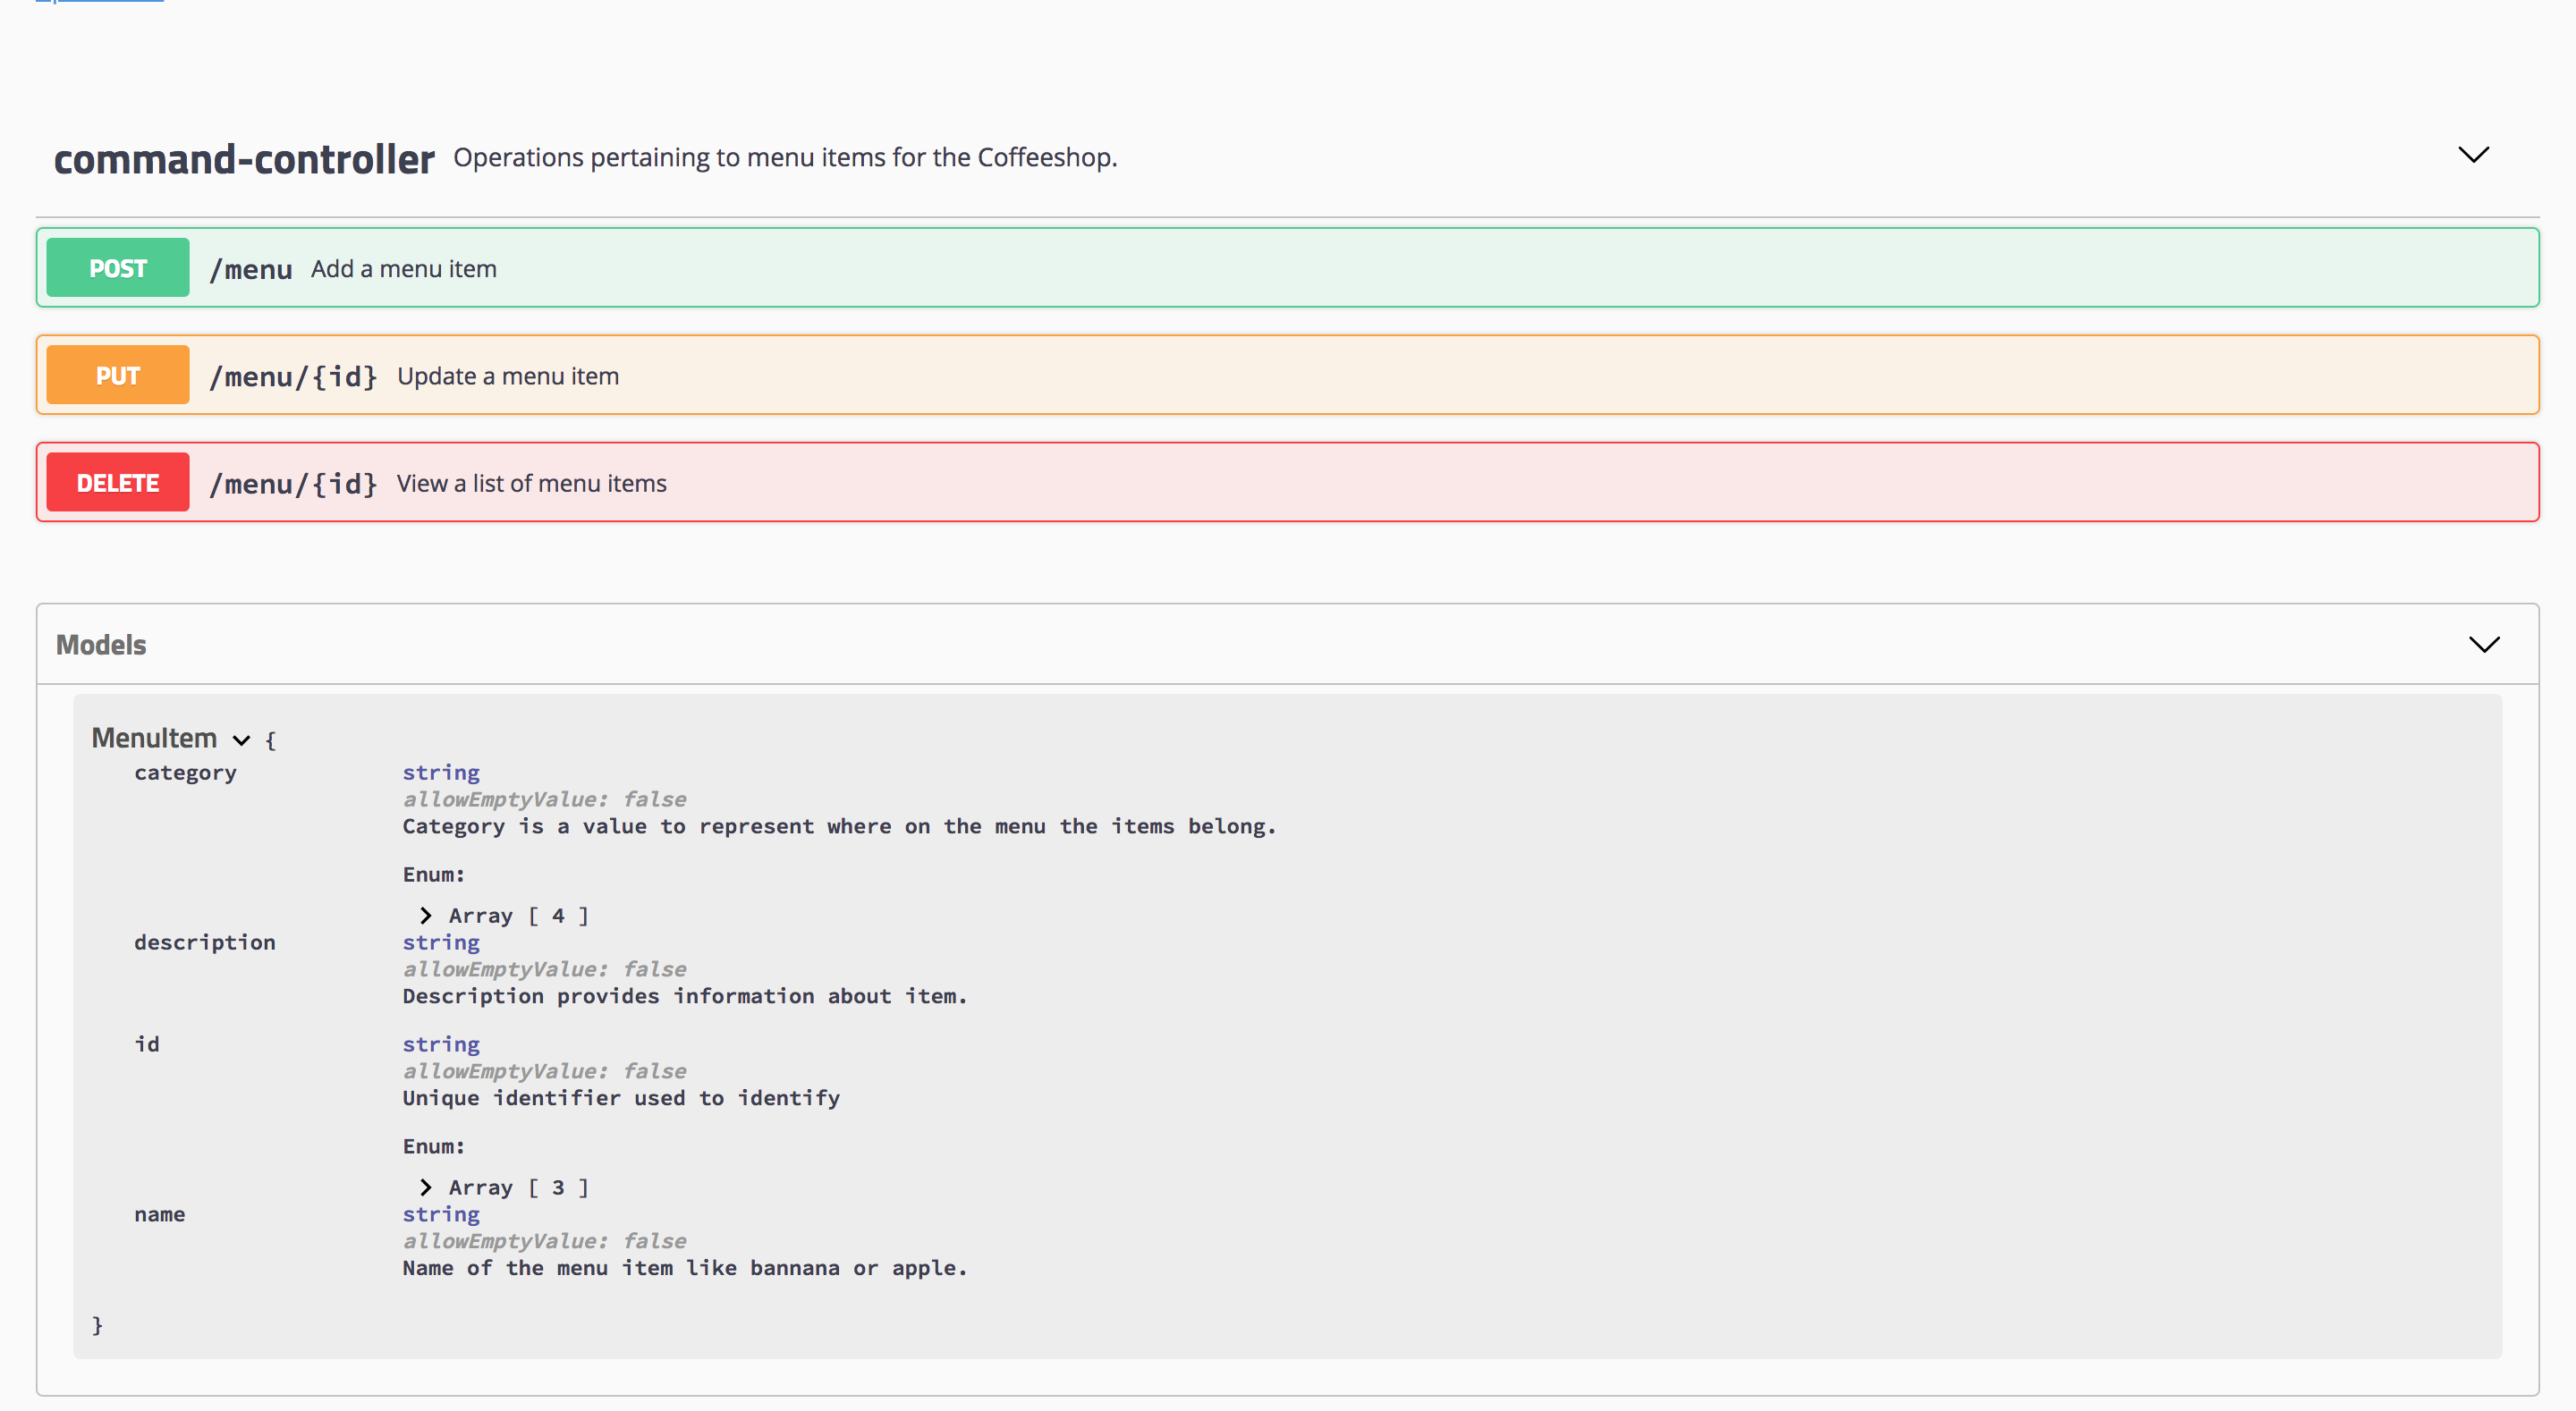 command-controller Operations pertaining to menu items for the Coffeeshop.
POST /menu Add a menu item
PUT /menu/{id} Update a menu item
DELETE /menu/{id} View a list of menu items
Models
MenuItem {
category string
allowEmptyValue: false
Category is a value to represent where on the menu the items belong.
Enum:
Array [ 4 ]
description string
allowEmptyValue: false
Description provides information about item.
id string
allowEmptyValue: false
Unique identifier used to identify
Enum:
Array [ 3 ]
name string
allowEmptyValue: false
Name of the menu item like bannana or apple.
}